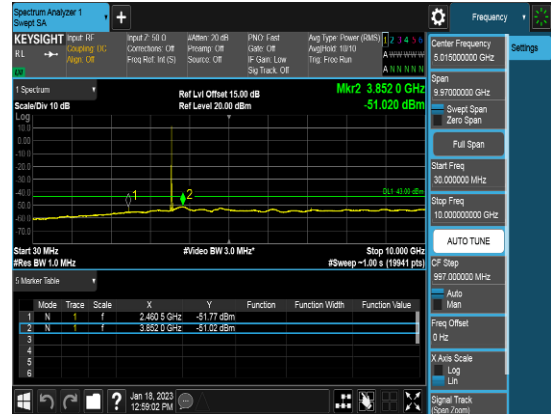 Spectrum Analyzer 1
Swept SA
Frequency
KEYSIGHT
RL
Input: RF
Coupling: DC
Align: Off
Input Z: 50 Ω
Corrections: Off
Freq Ref: Int (S)
#Atten: 20 dB
Preamp: Off
Source: Off
PNO: Fast
Gate: Off
IF Gain: Low
Sig Track: Off
Avg Type: Power (RMS)
Avg|Hold: 10/10
Trig: Free Run
1 2 3 4 5 6
A W W W W W
A N N N N N
1 Spectrum
Scale/Div 10 dB
Log
Ref Lvl Offset 15.00 dB
Ref Level 20.00 dBm
Mkr2 3.852 0 GHz
-51.020 dBm
10.0
0.00
-10.0
-20.0
-30.0
-40.0
-50.0
-60.0
-70.0
1
2
DL1 -43.00 dBm
Start 30 MHz
#Res BW 1.0 MHz
#Video BW 3.0 MHz*
Stop 10.000 GHz
#Sweep ~1.00 s (19941 pts)
5 Marker Table
Mode Trace Scale X Y Function Function Width Function Value
1 N 1 f 2.460 5 GHz -51.77 dBm
2 N 1 f 3.852 0 GHz -51.02 dBm
3
4
5
6
Jan 18, 2023
12:59:02 PM
?
Center Frequency
5.015000000 GHz
Span
9.97000000 GHz
Swept Span
Zero Span
Full Span
Start Freq
30.000000 MHz
Stop Freq
10.000000000 GHz
AUTO TUNE
CF Step
997.000000 MHz
Auto
Man
Freq Offset
0 Hz
X Axis Scale
Log
Lin
Signal Track
(Span Zoom)
Settings